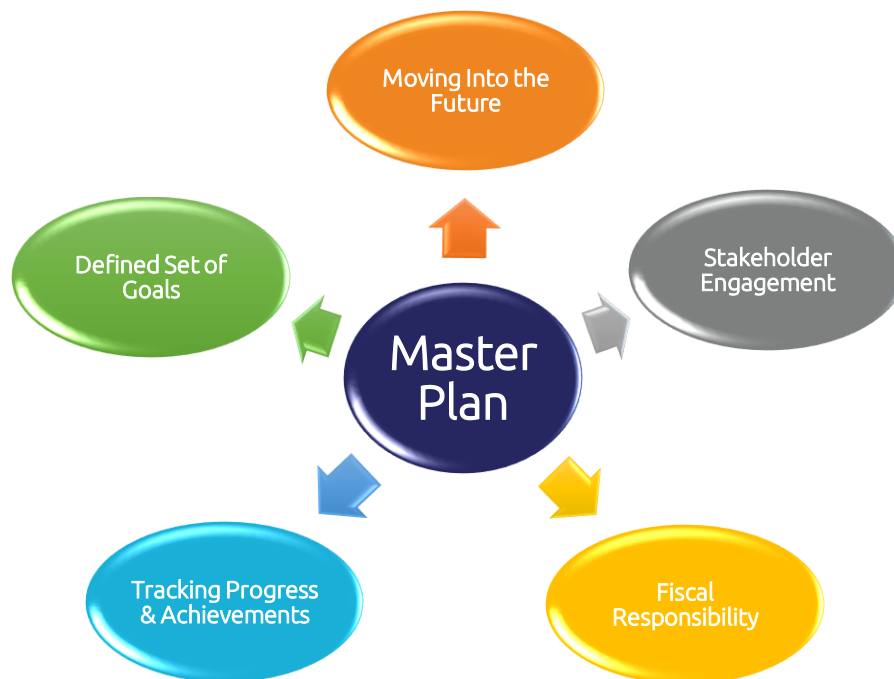 Moving Into the
Future
Defined Set of
Goals
Stakeholder
Engagement
Master
Plan
Tracking Progress
& Achievements
Fiscal
Responsibility